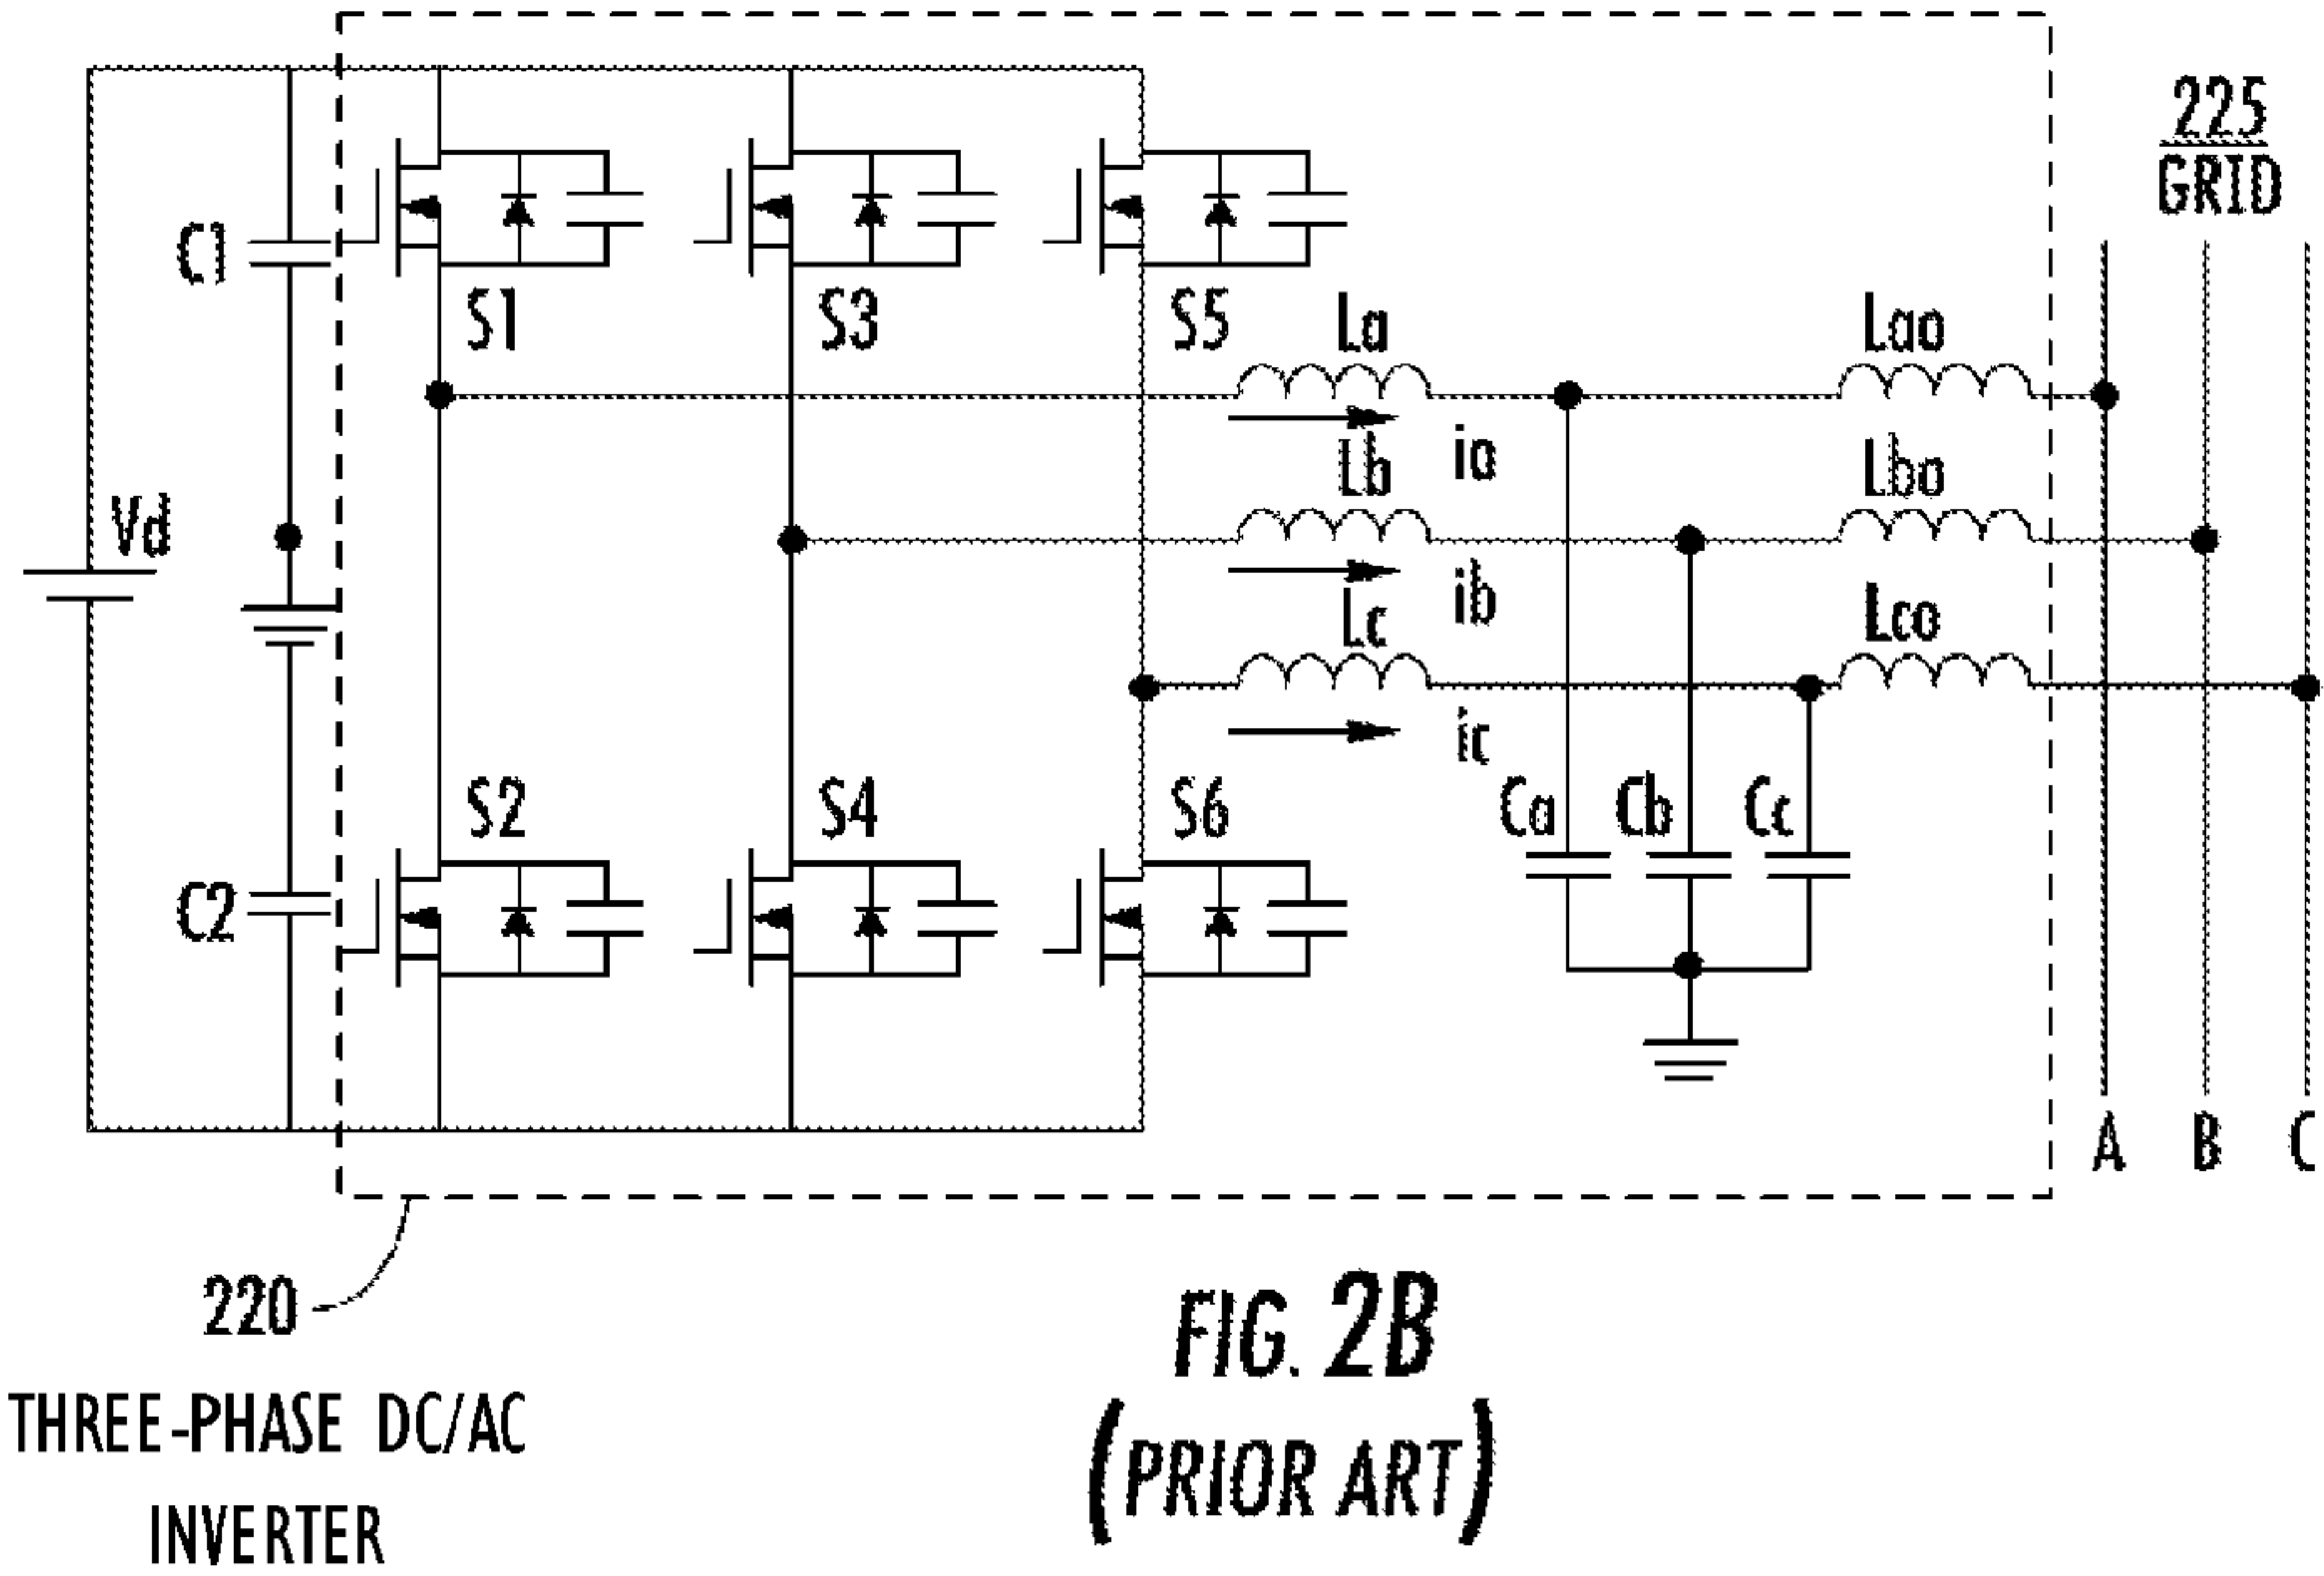 225
GRID
C1
S1
S3
S5
La
Lao
ia
Vd
Lb
Lbo
ib
Lc
Lco
ic
S2
S4
S6
Ca
Cb
Cc
C2
A
B
C
220
THREE-PHASE DC/AC
INVERTER
FIG. 2B
(PRIOR ART)